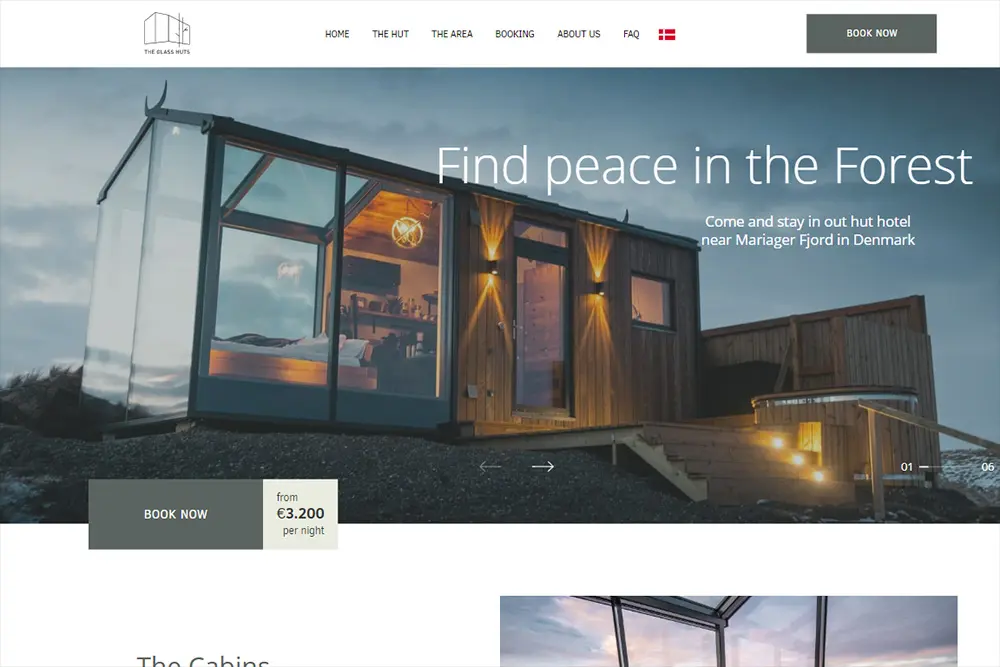 THE GLASS HUTS
HOME THE HUT THE AREA BOOKING ABOUT US FAQ
BOOK NOW
Find peace in the Forest
Come and stay in out hut hotel
near Mariager Fjord in Denmark
01 06
BOOK NOW
from
€3.200
per night
The Cabins